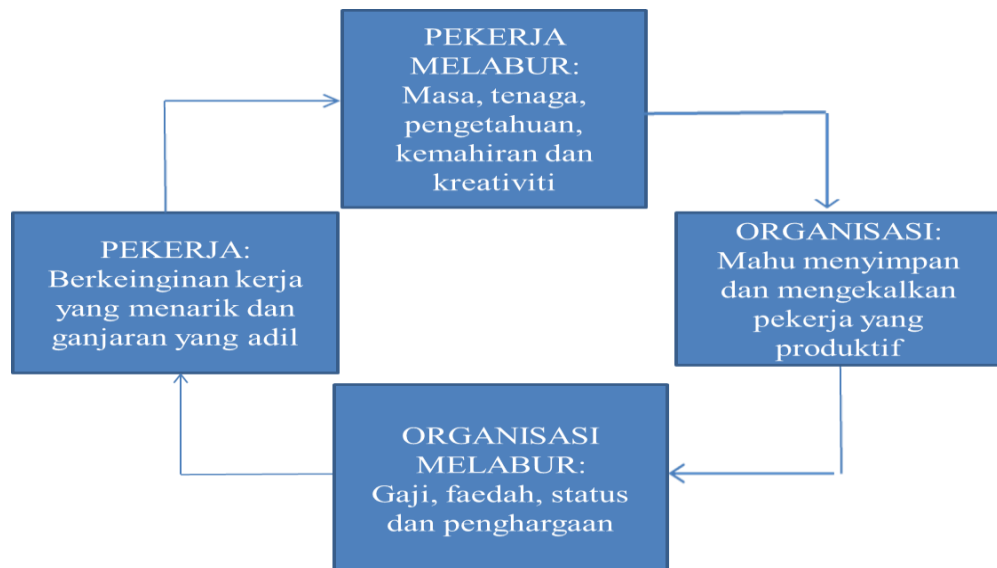 PEKERJA
MELABUR:
Masa, tenaga,
pengetahuan,
kemahiran dan
kreativiti
PEKERJA:
Berkeinginan kerja
yang menarik dan
ganjaran yang adil
ORGANISASI:
Mahu menyimpan
dan mengekalkan
pekerja yang
produktif
ORGANISASI
MELABUR:
Gaji, faedah, status
dan penghargaan